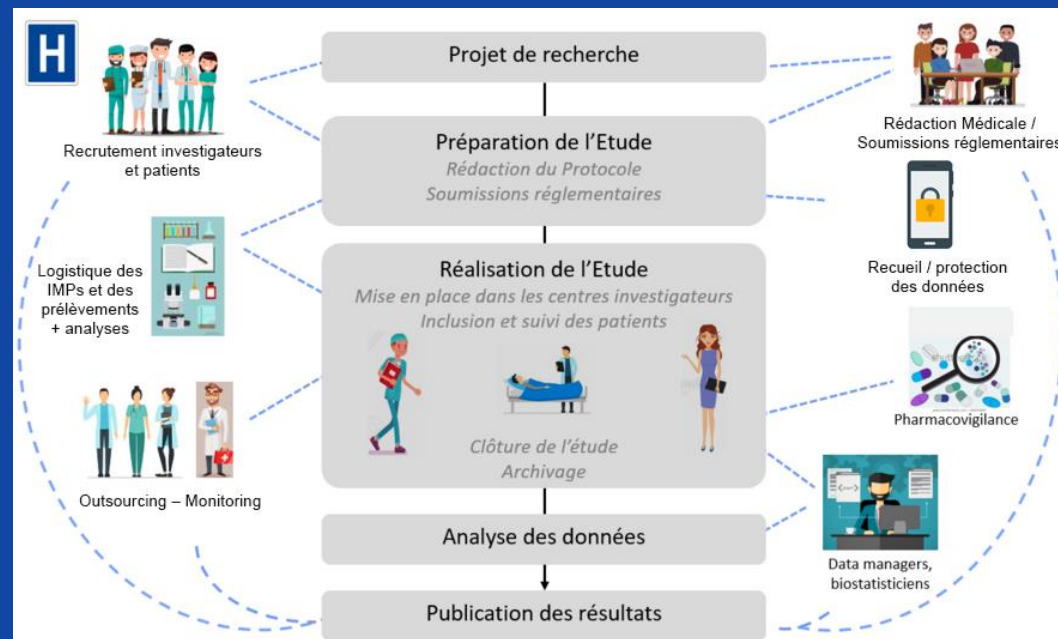 H
Projet de recherche
Recrutement investigateurs
et patients
Rédaction Médicale /
Soumissions réglementaires
Préparation de l'Etude
Rédaction du Protocole
Soumissions réglementaires
Logistique des
IMPs et des
prélèvements
+ analyses
Recueil / protection
des données
Réalisation de l'Etude
Mise en place dans les centres investigateurs
Inclusion et suivi des patients
Pharmacovigilance
Clôture de l'étude
Archivage
Outsourcing – Monitoring
Analyse des données
Data managers,
biostatisticiens
Publication des résultats